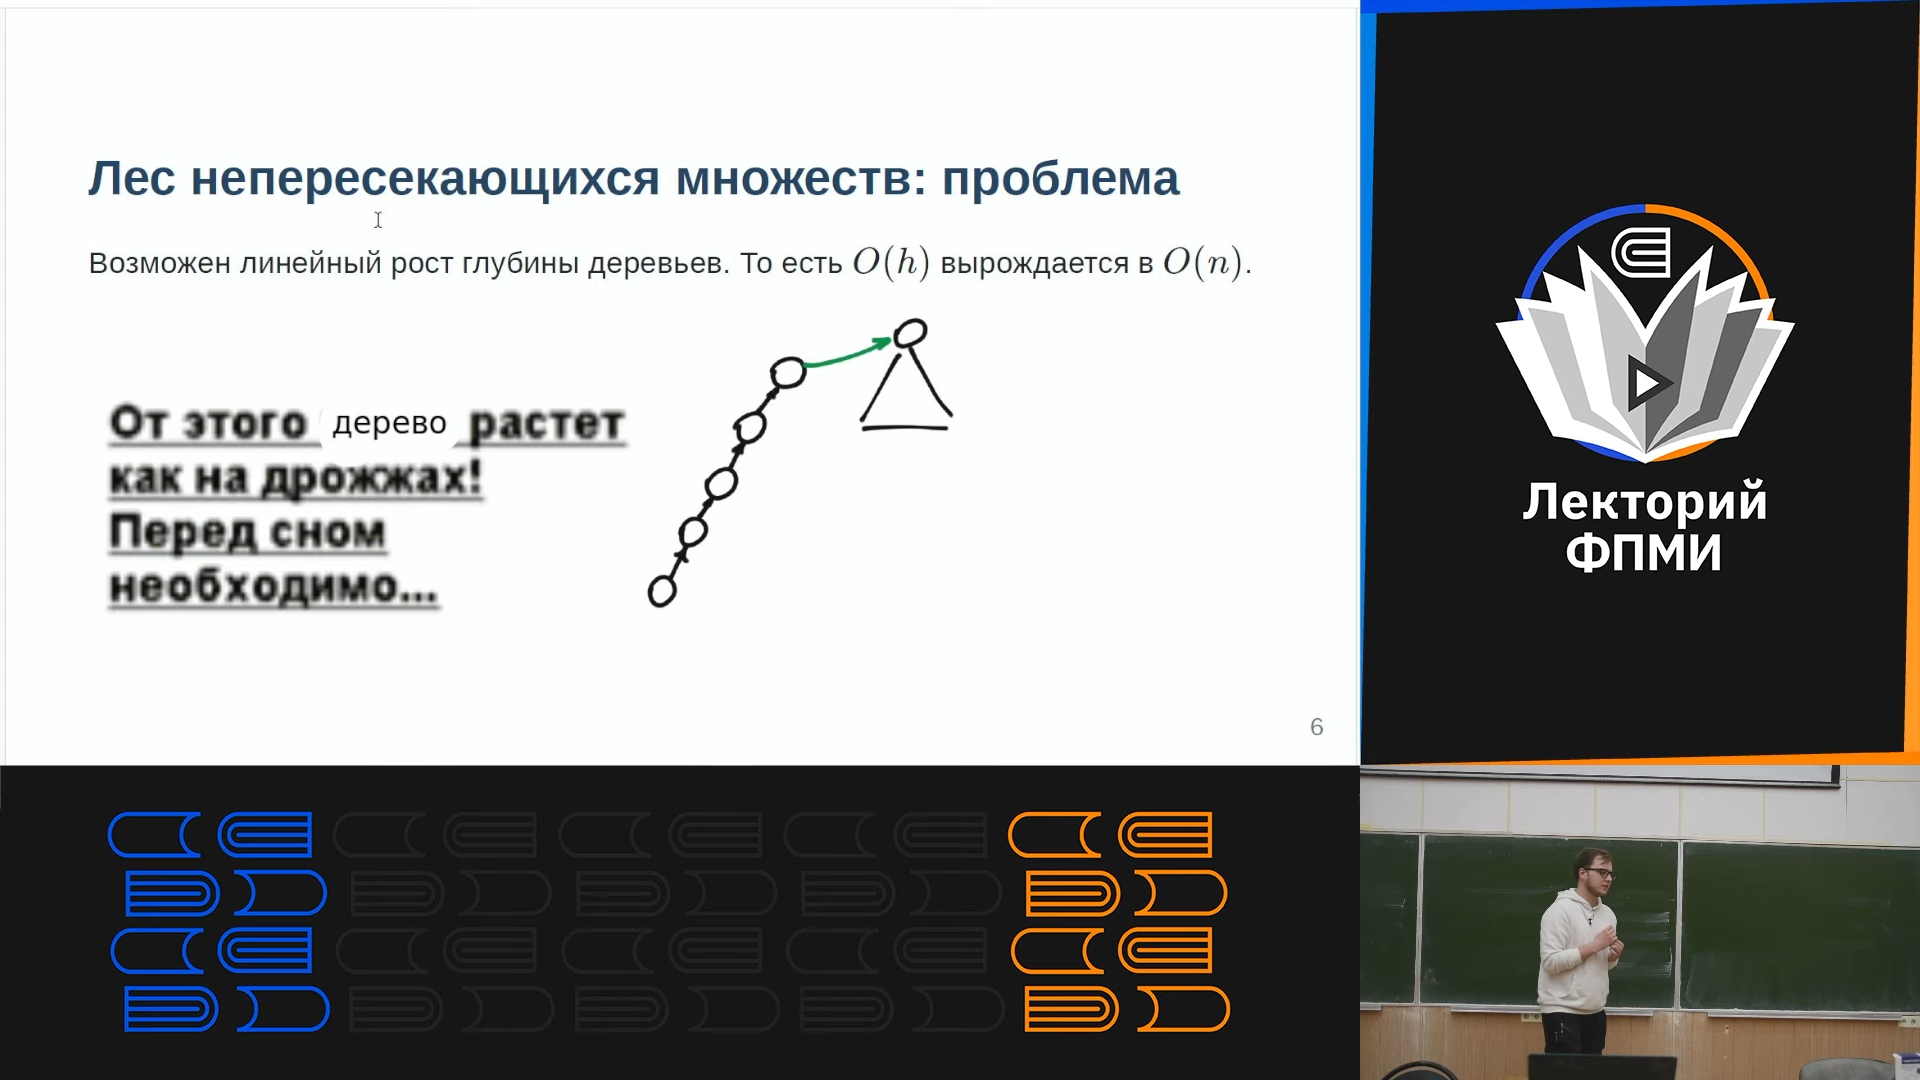 Лес непересекающихся множеств: проблема
Возможен линейный рост глубины деревьев. То есть O(h) вырождается в O(n).
От этого дерево растет
как на дрожжах!
Перед сном
необходимо...
6
Лекторий
ФПМИ